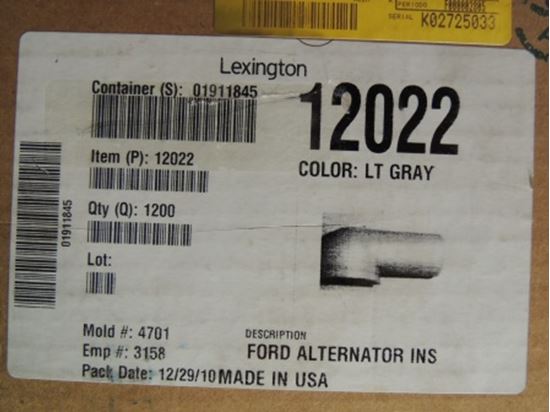 PERIODO
SERIAL K02725033
Lexington
Container (S): 01911845
12022
Item (P): 12022
COLOR: LT GRAY
Qty (Q): 1200
01911845
Lot:
Mold #: 4701
Emp #: 3158
DESCRIPTION
FORD ALTERNATOR INS
Pack Date: 12/29/10 MADE IN USA